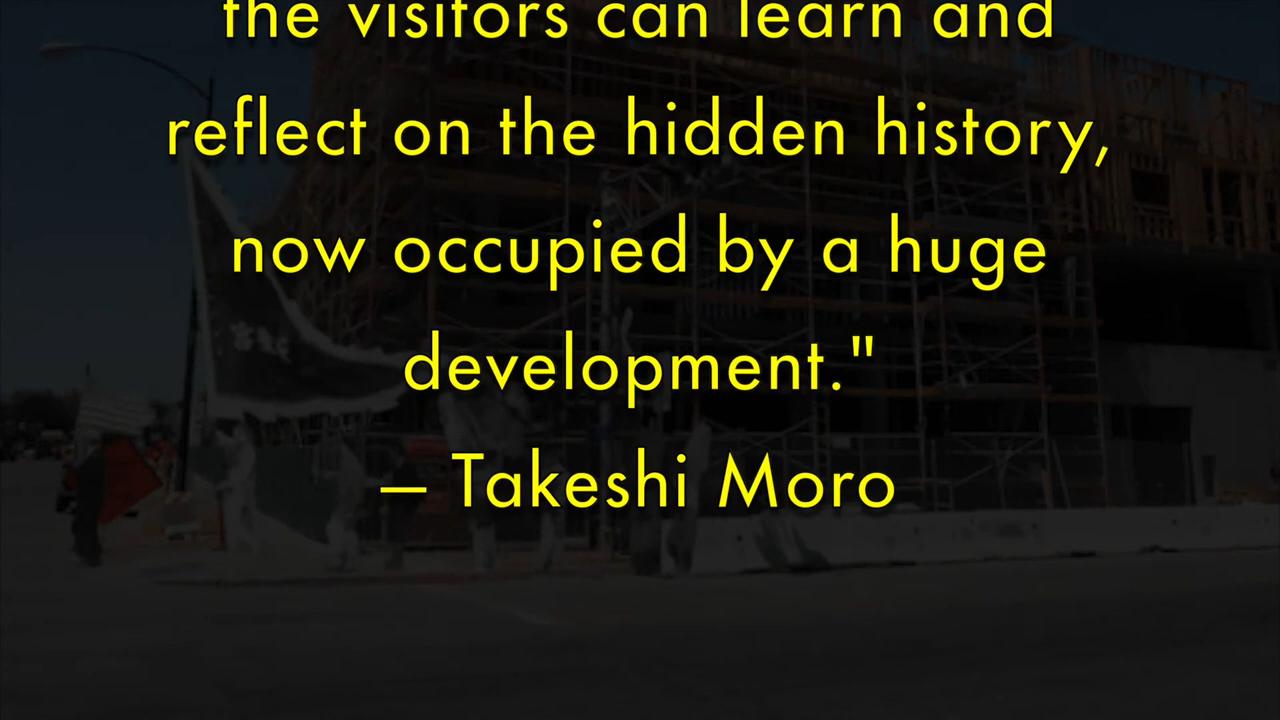 the visitors can learn and
reflect on the hidden history,
now occupied by a huge
development."
– Takeshi Moro